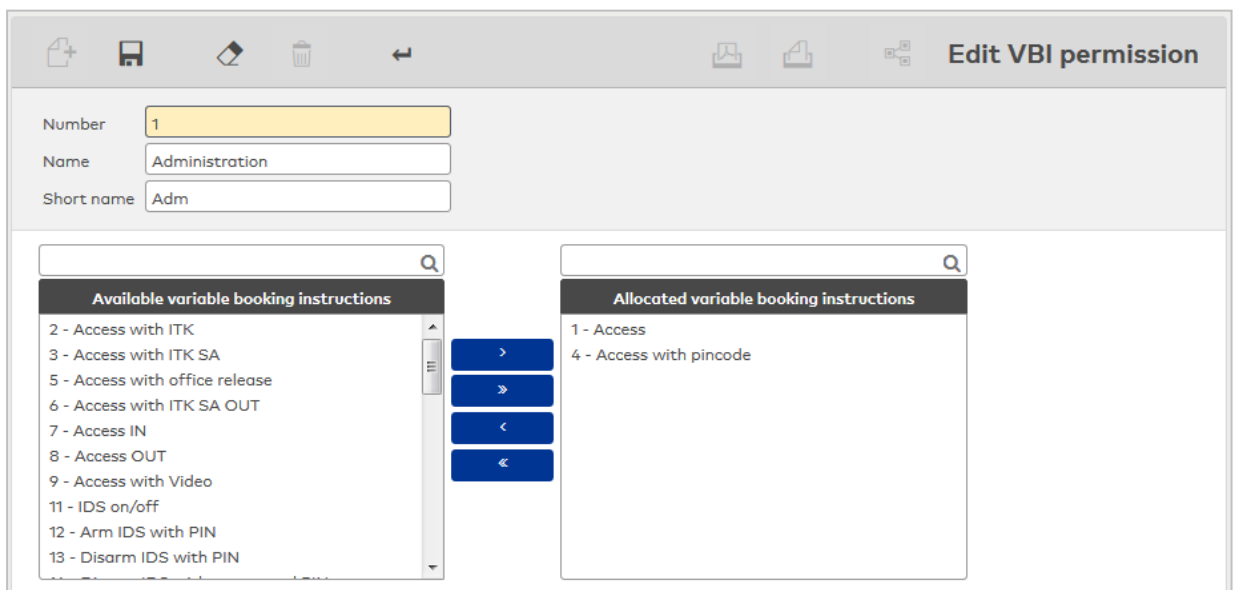 Edit VBI permission
Number 1
Name Administration
Short name Adm
Available variable booking instructions
2 - Access with ITK
3 - Access with ITK SA
5 - Access with office release
6 - Access with ITK SA OUT
7 - Access IN
8 - Access OUT
9 - Access with Video
11 - IDS on/off
12 - Arm IDS with PIN
13 - Disarm IDS with PIN
>
»
<
«
Allocated variable booking instructions
1 - Access
4 - Access with pincode